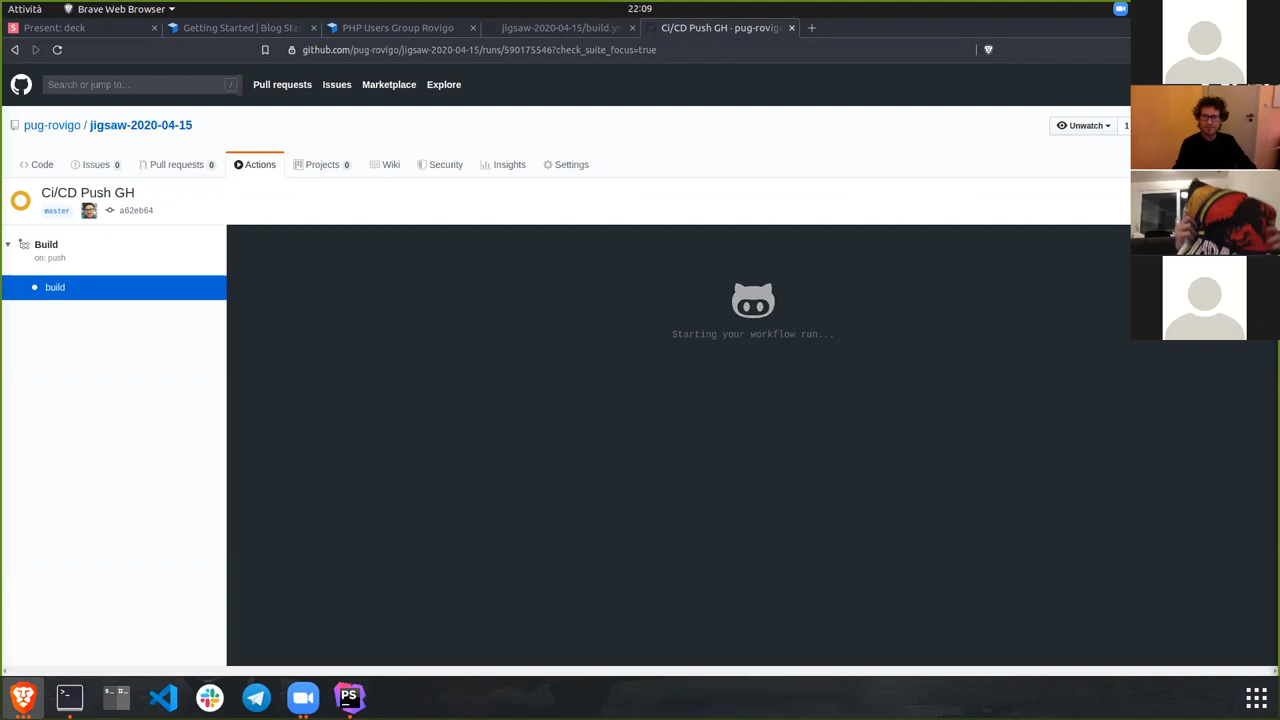 Attività
Brave Web Browser
22:09
Present: deck
Getting Started | Blog Sta
PHP Users Group Rovigo
jigsaw-2020-04-15/build.ym
Ci/CD Push GH · pug-rovig
github.com/pug-rovigo/jigsaw-2020-04-15/runs/590175546?check_suite_focus=true
Search or jump to...
/
Pull requests
Issues
Marketplace
Explore
pug-rovigo / jigsaw-2020-04-15
Unwatch
1
Code
Issues 0
Pull requests 0
Actions
Projects 0
Wiki
Security
Insights
Settings
Ci/CD Push GH
master
a62eb64
Build
on: push
build
Starting your workflow run...
PS